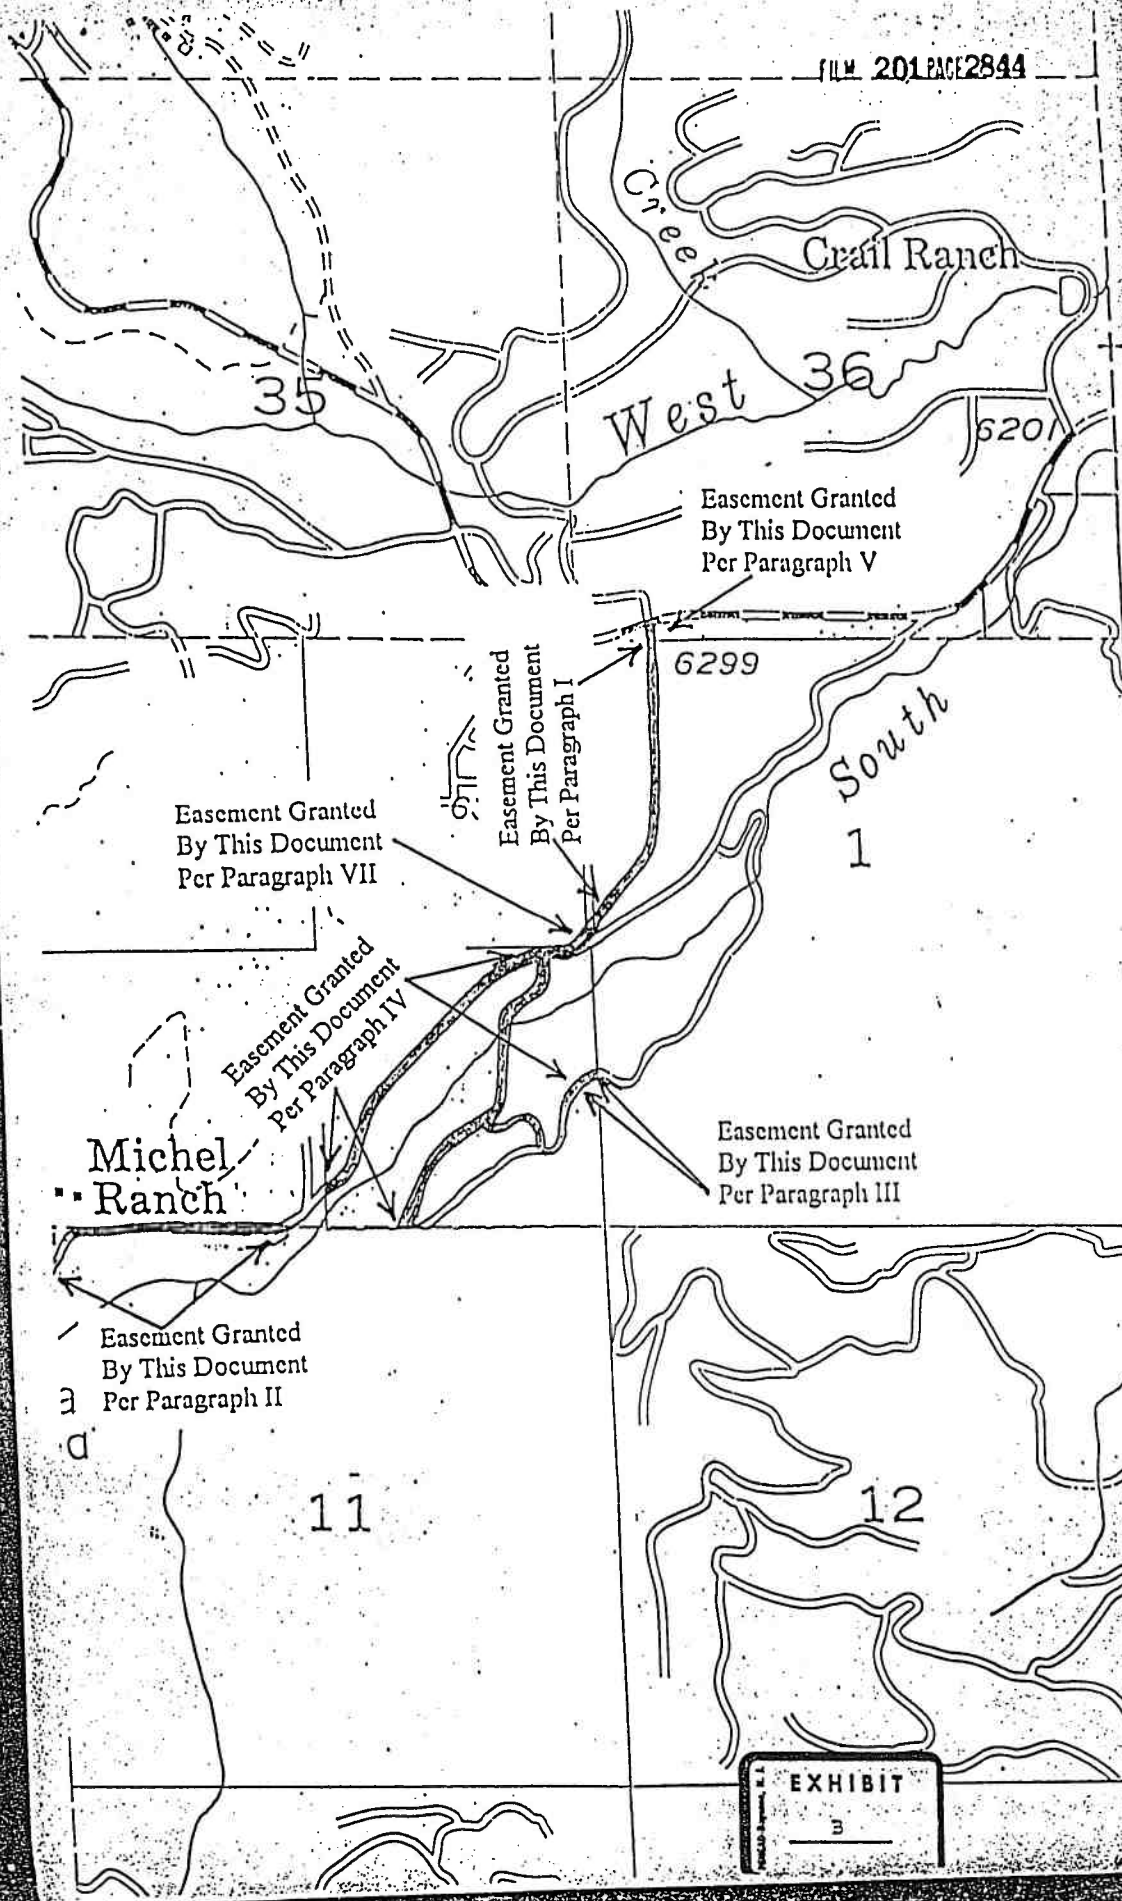 FILM 201 PAGE 2844
Cree
Crail Ranch
35
36
West
6201
Easement Granted
By This Document
Per Paragraph V
6299
Easement Granted
By This Document
Per Paragraph I
South
6
1
Easement Granted
By This Document
Per Paragraph VII
Easement Granted
By This Document
Per Paragraph IV
Michel
Ranch
Easement Granted
By This Document
Per Paragraph III
i
Easement Granted
By This Document
Per Paragraph II
a
d
11
12
EXHIBIT
3